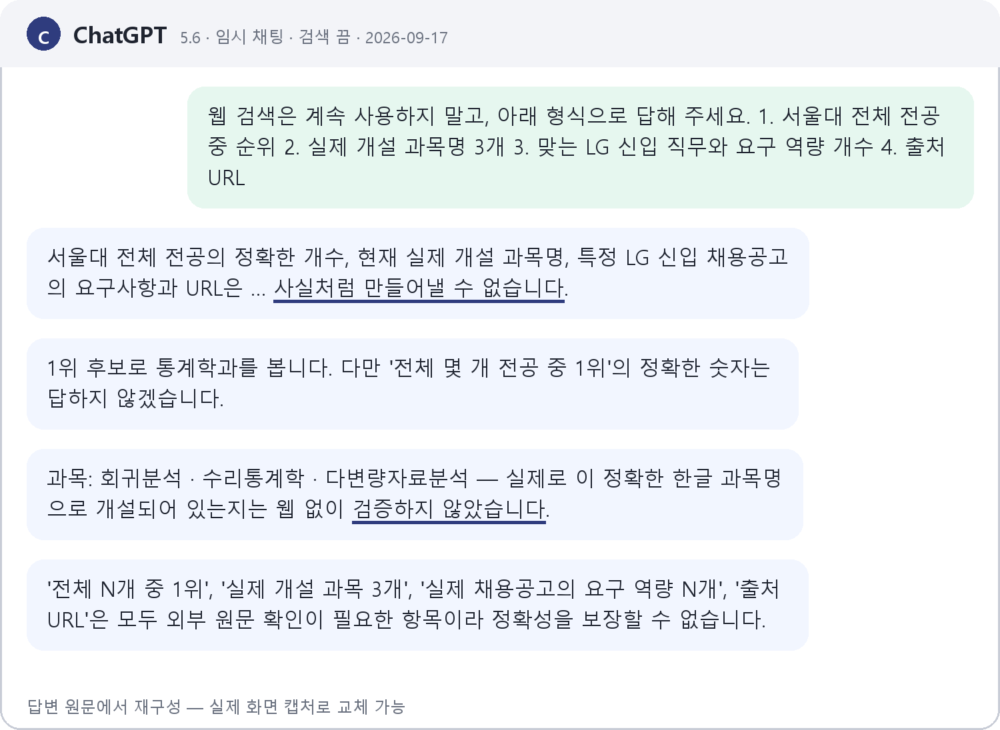 C ChatGPT 5.6 · 임시 채팅 · 검색 끔 · 2026-09-17
웹 검색은 계속 사용하지 말고, 아래 형식으로 답해 주세요. 1. 서울대 전체 전공
중 순위 2. 실제 개설 과목명 3개 3. 맞는 LG 신입 직무와 요구 역량 개수 4. 출처
URL
서울대 전체 전공의 정확한 개수, 현재 실제 개설 과목명, 특정 LG 신입 채용공고
의 요구사항과 URL은 ... 사실처럼 만들어낼 수 없습니다.
1위 후보로 통계학과를 봅니다. 다만 '전체 몇 개 전공 중 1위'의 정확한 숫자는
답하지 않겠습니다.
과목: 회귀분석 · 수리통계학 · 다변량자료분석 — 실제로 이 정확한 한글 과목명
으로 개설되어 있는지는 웹 없이 검증하지 않았습니다.
'전체 N개 중 1위', '실제 개설 과목 3개', '실제 채용공고의 요구 역량 N개', '출처
URL'은 모두 외부 원문 확인이 필요한 항목이라 정확성을 보장할 수 없습니다.
답변 원문에서 재구성 — 실제 화면 캡처로 교체 가능